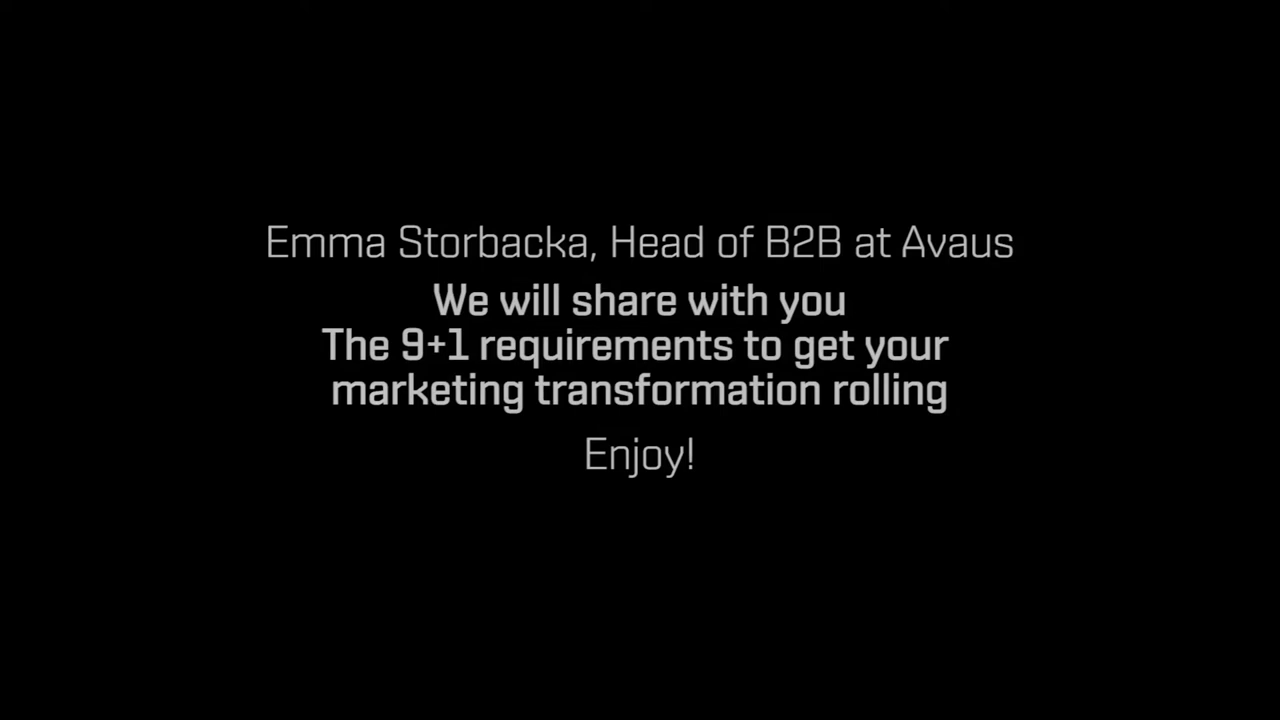 Emma Storbacka, Head of B2B at Avaus
We will share with you
The 9+1 requirements to get your
marketing transformation rolling
Enjoy!